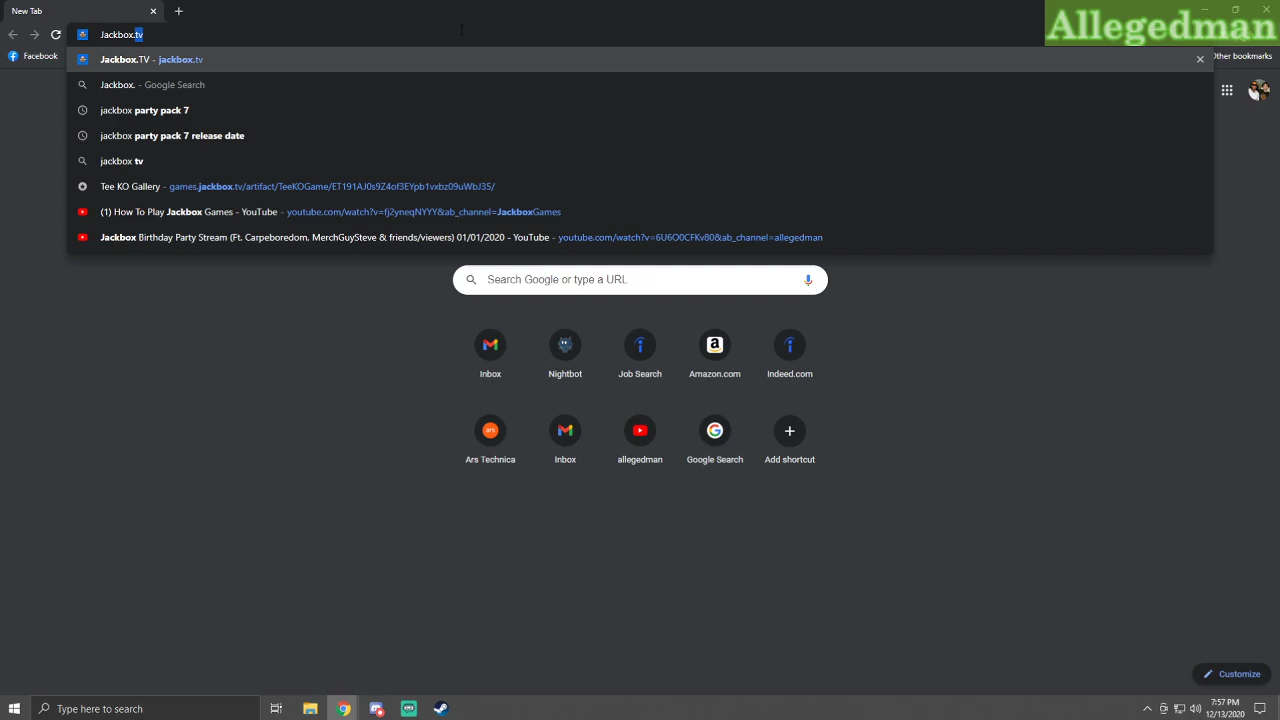 New Tab
Allegedman
Jackbox.tv
Facebook
Other bookmarks
Jackbox.TV - jackbox.tv
Jackbox. - Google Search
jackbox party pack 7
jackbox party pack 7 release date
jackbox tv
Tee KO Gallery - games.jackbox.tv/artifact/TeeKOGame/ET191AJ0s9Z4of3EYpb1vxbz09uWbJ35/
(1) How To Play Jackbox Games - YouTube - youtube.com/watch?v=fj2yneqNYYY&ab_channel=JackboxGames
Jackbox Birthday Party Stream (Ft. Carpeboredom, MerchGuySteve & friends/viewers) 01/01/2020 - YouTube - youtube.com/watch?v=6U6O0CFKv80&ab_channel=allegedman
Search Google or type a URL
Inbox
Nightbot
Job Search
Amazon.com
Indeed.com
ars
Ars Technica
Inbox
allegedman
Google Search
Add shortcut
Customize
Type here to search
7:57 PM
12/13/2020